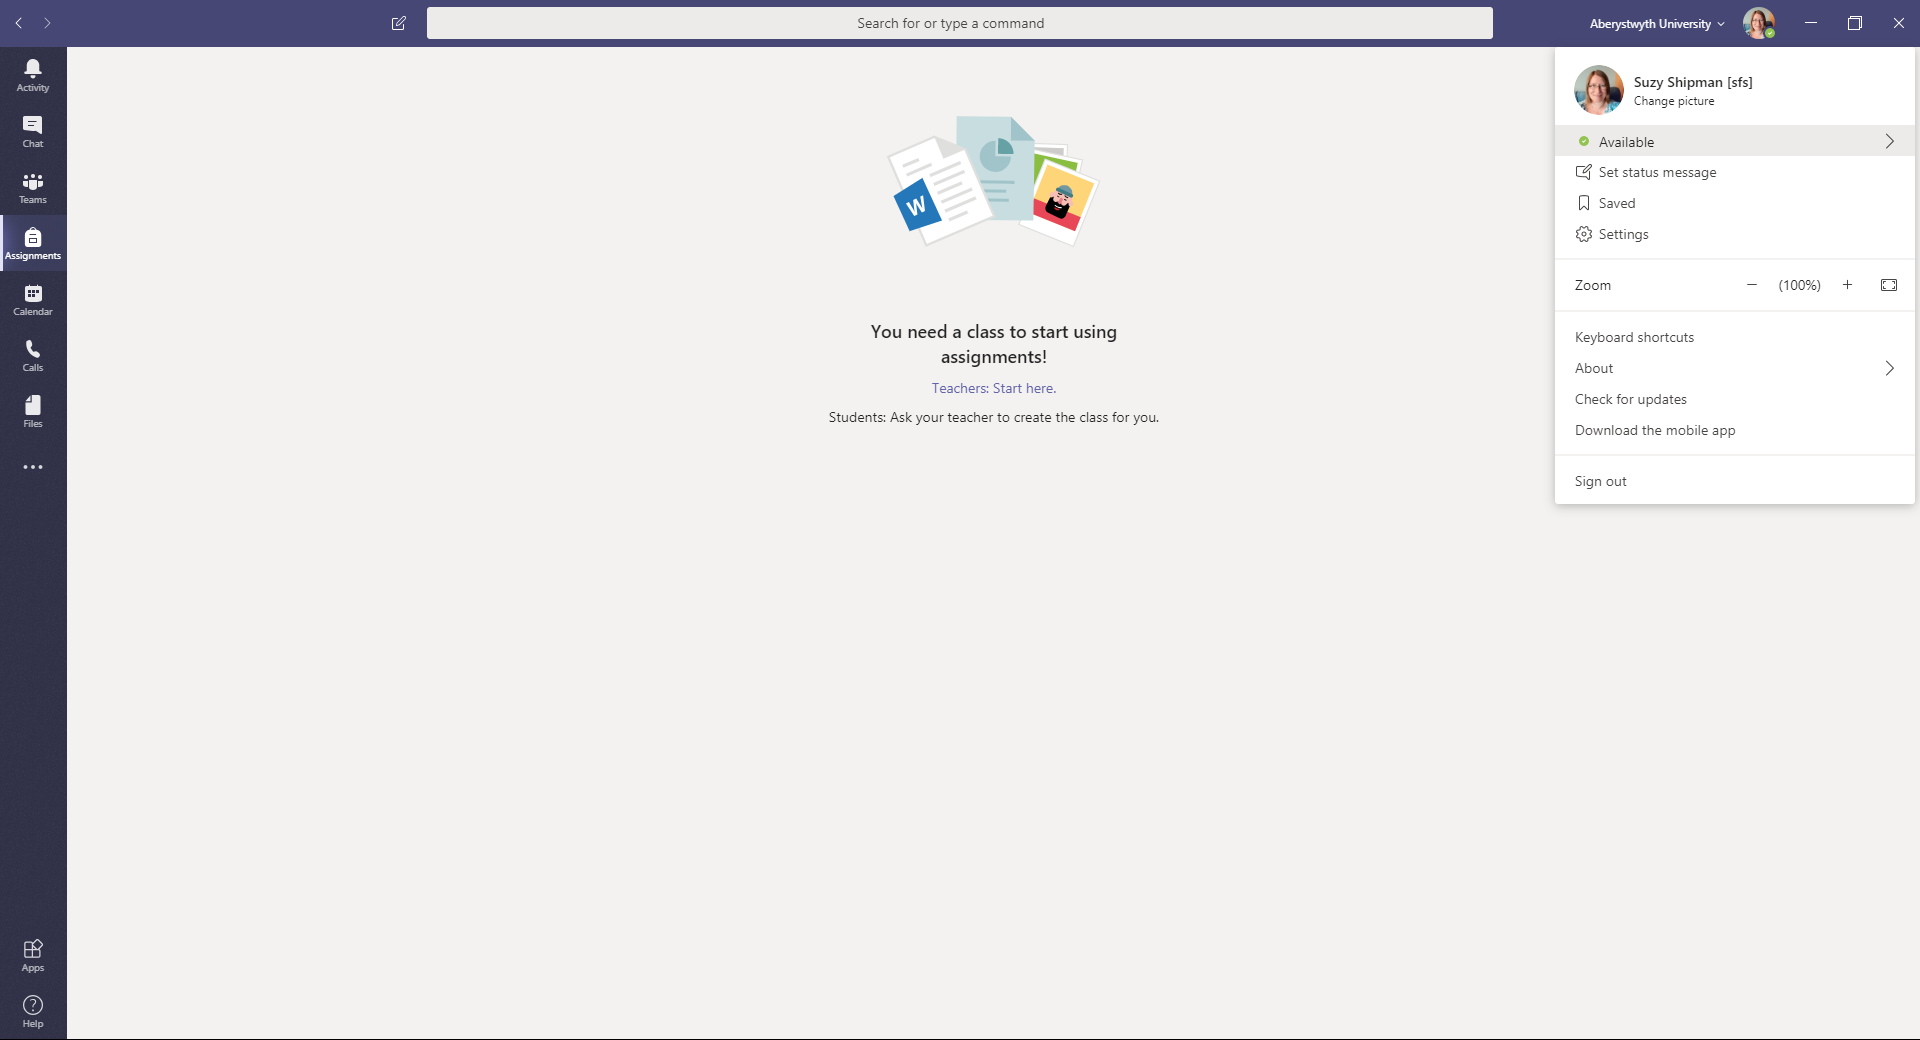 Search for or type a command
Aberystwyth University
Activity
Chat
Teams
Assignments
Calendar
Calls
Files
Apps
Help
W
You need a class to start using
assignments!
Teachers: Start here.
Students: Ask your teacher to create the class for you.
Suzy Shipman [sfs]
Change picture
Available
Set status message
Saved
Settings
Zoom
(100%)
Keyboard shortcuts
About
Check for updates
Download the mobile app
Sign out